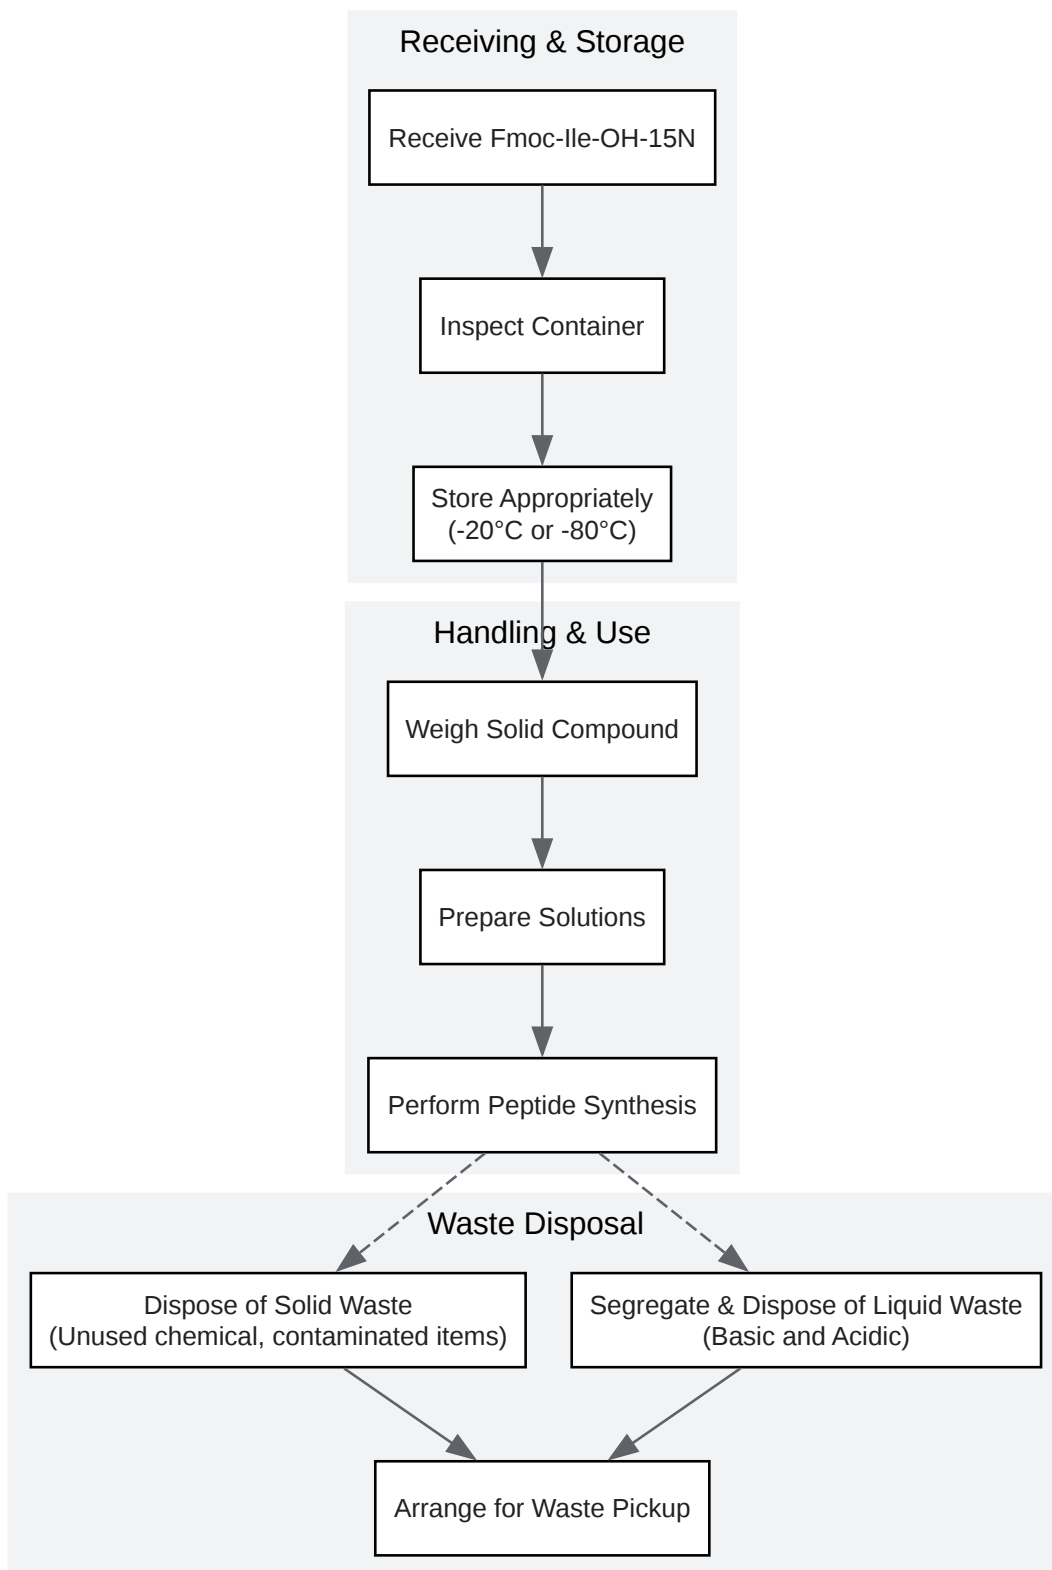 Receiving & Storage
Receive Fmoc-Ile-OH-15N
Inspect Container
Store Appropriately
(-20°C or -80°C)
Handling & Use
Weigh Solid Compound
Prepare Solutions
Perform Peptide Synthesis
Waste Disposal
Dispose of Solid Waste
(Unused chemical, contaminated items)
Segregate & Dispose of Liquid Waste
(Basic and Acidic)
Arrange for Waste Pickup